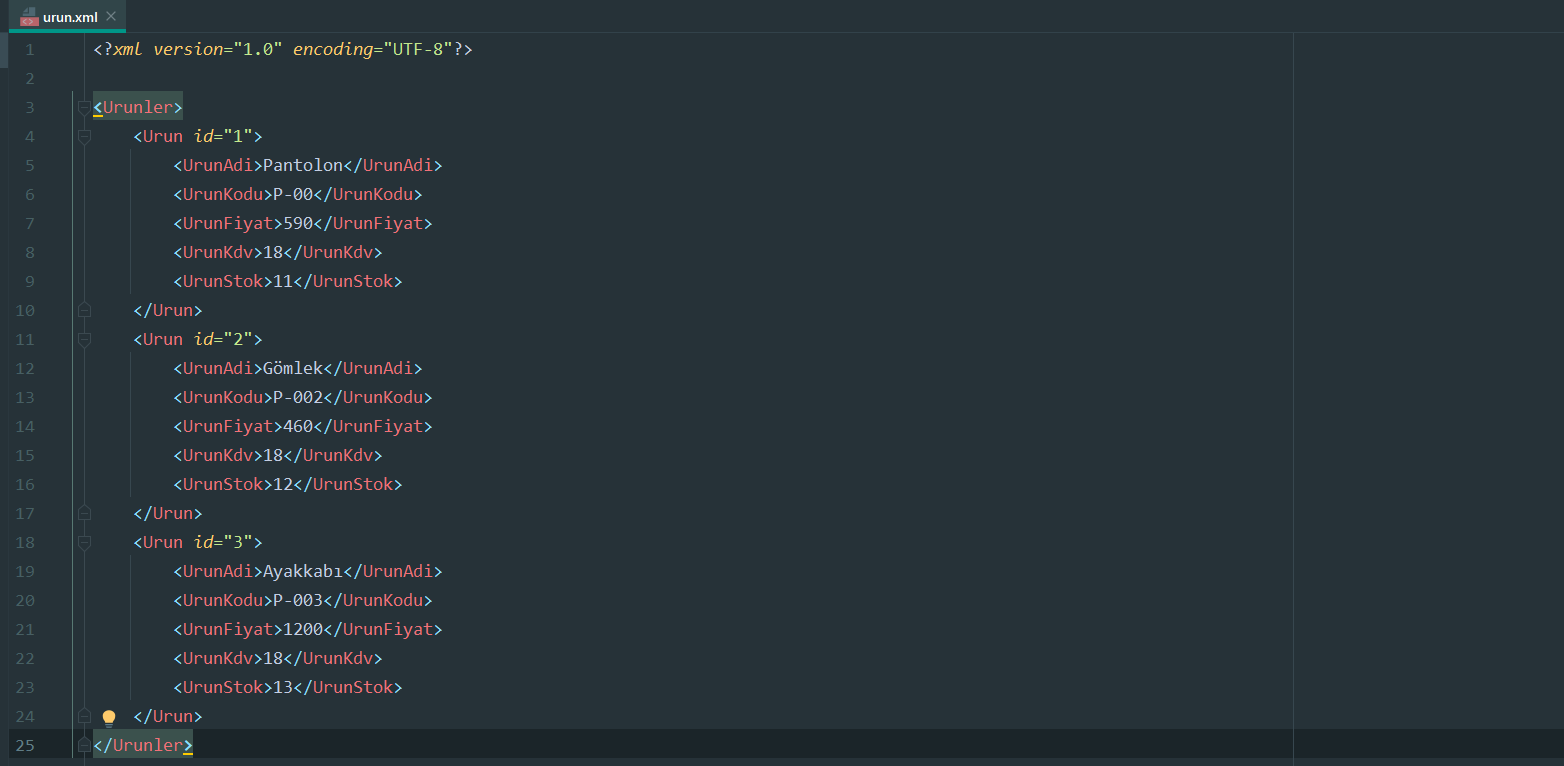 urun.xml
1 <?xml version="1.0" encoding="UTF-8"?>
2
3 <Urunler>
4 <Urun id="1">
5 <UrunAdi>Pantolon</UrunAdi>
6 <UrunKodu>P-00</UrunKodu>
7 <UrunFiyat>590</UrunFiyat>
8 <UrunKdv>18</UrunKdv>
9 <UrunStok>11</UrunStok>
10 </Urun>
11 <Urun id="2">
12 <UrunAdi>Gömlek</UrunAdi>
13 <UrunKodu>P-002</UrunKodu>
14 <UrunFiyat>460</UrunFiyat>
15 <UrunKdv>18</UrunKdv>
16 <UrunStok>12</UrunStok>
17 </Urun>
18 <Urun id="3">
19 <UrunAdi>Ayakkabı</UrunAdi>
20 <UrunKodu>P-003</UrunKodu>
21 <UrunFiyat>1200</UrunFiyat>
22 <UrunKdv>18</UrunKdv>
23 <UrunStok>13</UrunStok>
24 </Urun>
25 </Urunler>